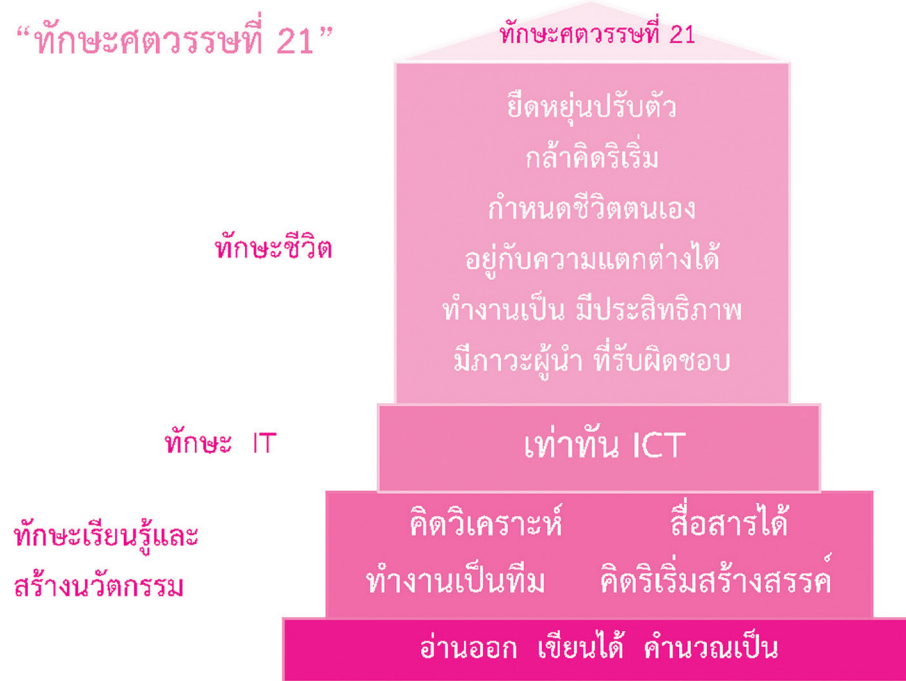 “ทักษะศตวรรษที่ 21”
ทักษะศตวรรษที่ 21
ยืดหยุ่นปรับตัว
กล้าคิดริเริ่ม
กำหนดชีวิตตนเอง
ทักษะชีวิต
อยู่กับความแตกต่างได้
ทำงานเป็น มีประสิทธิภาพ
มีภาวะผู้นำ ที่รับผิดชอบ
ทักษะ IT
เท่าทัน ICT
ทักษะเรียนรู้และ
สร้างนวัตกรรม
คิดวิเคราะห์ สื่อสารได้
ทำงานเป็นทีม คิดริเริ่มสร้างสรรค์
อ่านออก เขียนได้ คำนวณเป็น